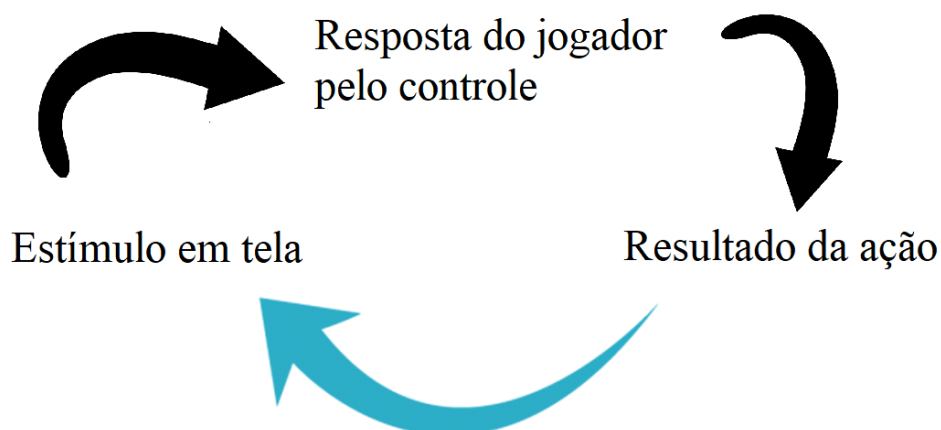 Resposta do jogador
pelo controle
Estímulo em tela
Resultado da ação